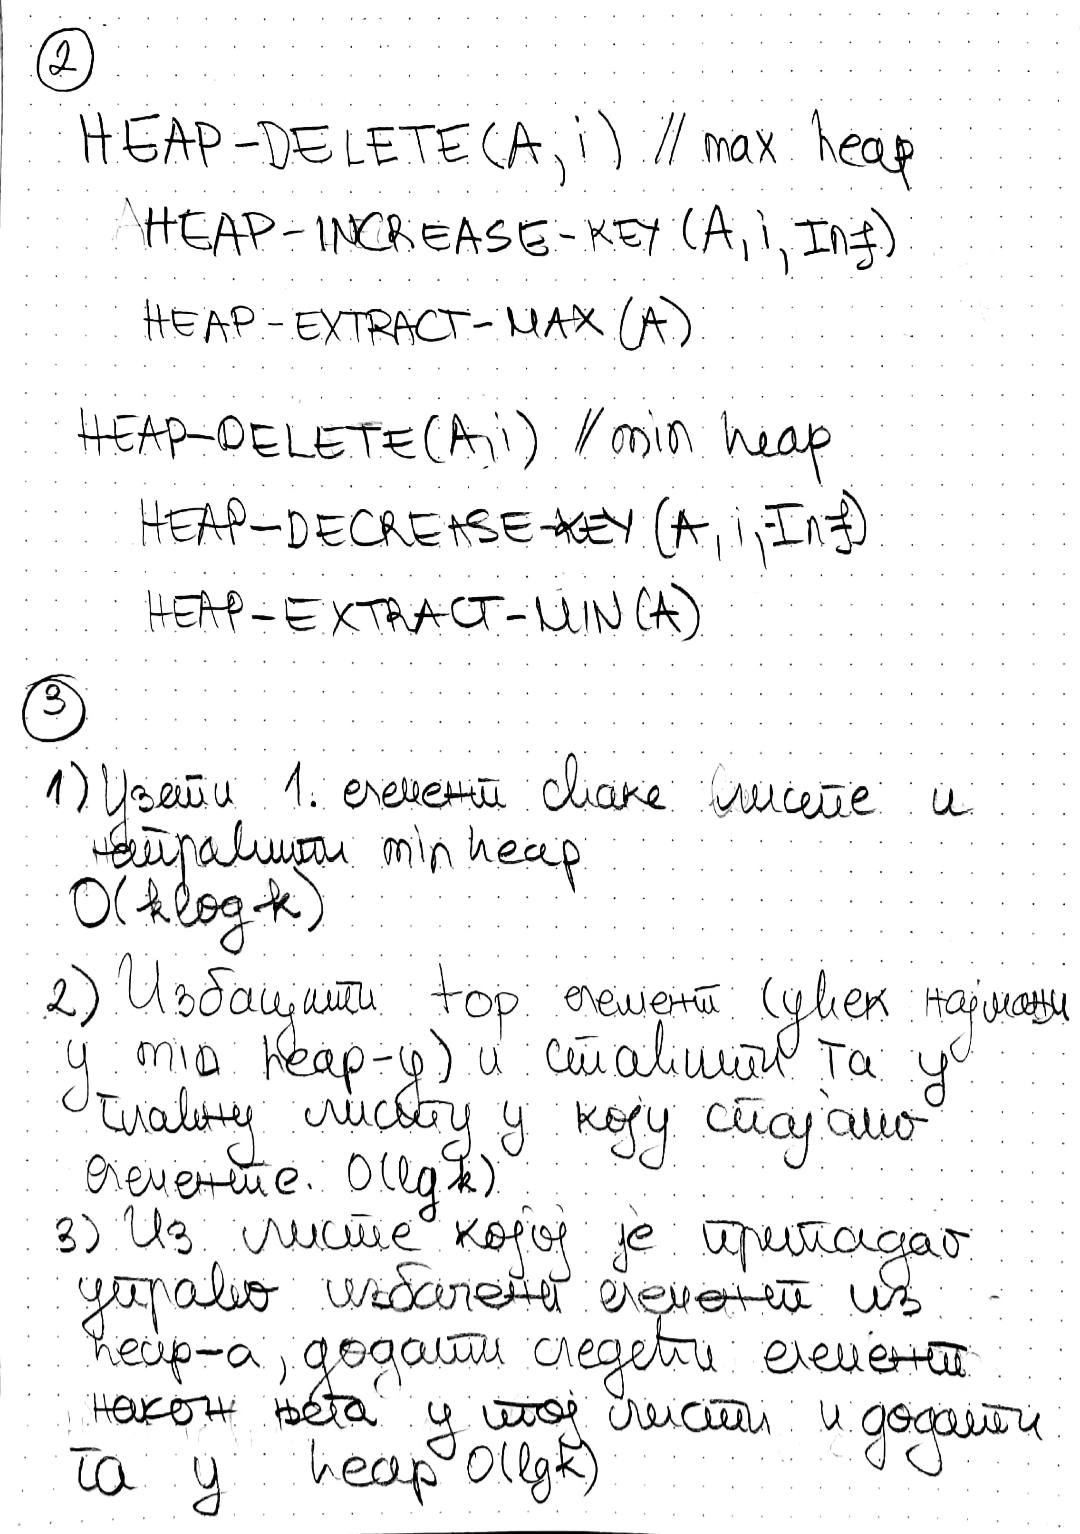 2
HEAP-DELETE(A, i) // max heap
HEAP-INCREASE-KEY (A, i, Inf)
HEAP-EXTRACT-MAX (A)
HEAP-DELETE(A, i) // min heap
HEAP-DECREASE-KEY (A, i, -Inf)
HEAP-EXTRACT-MIN (A)
3
1) Узети 1. елемент сваке листе и
направити min heap
O(k log k)
2) Избацити top елемент (увек најмањи
у min heap-у) и ставити га у
главну листу у коју спајамо
елементе. O(lg k)
3) Из листе којој је припадао
управо избачени елемент из
heap-а, додати следећи елемент
након њега у тој листи и додати
га у heap O(lg k)